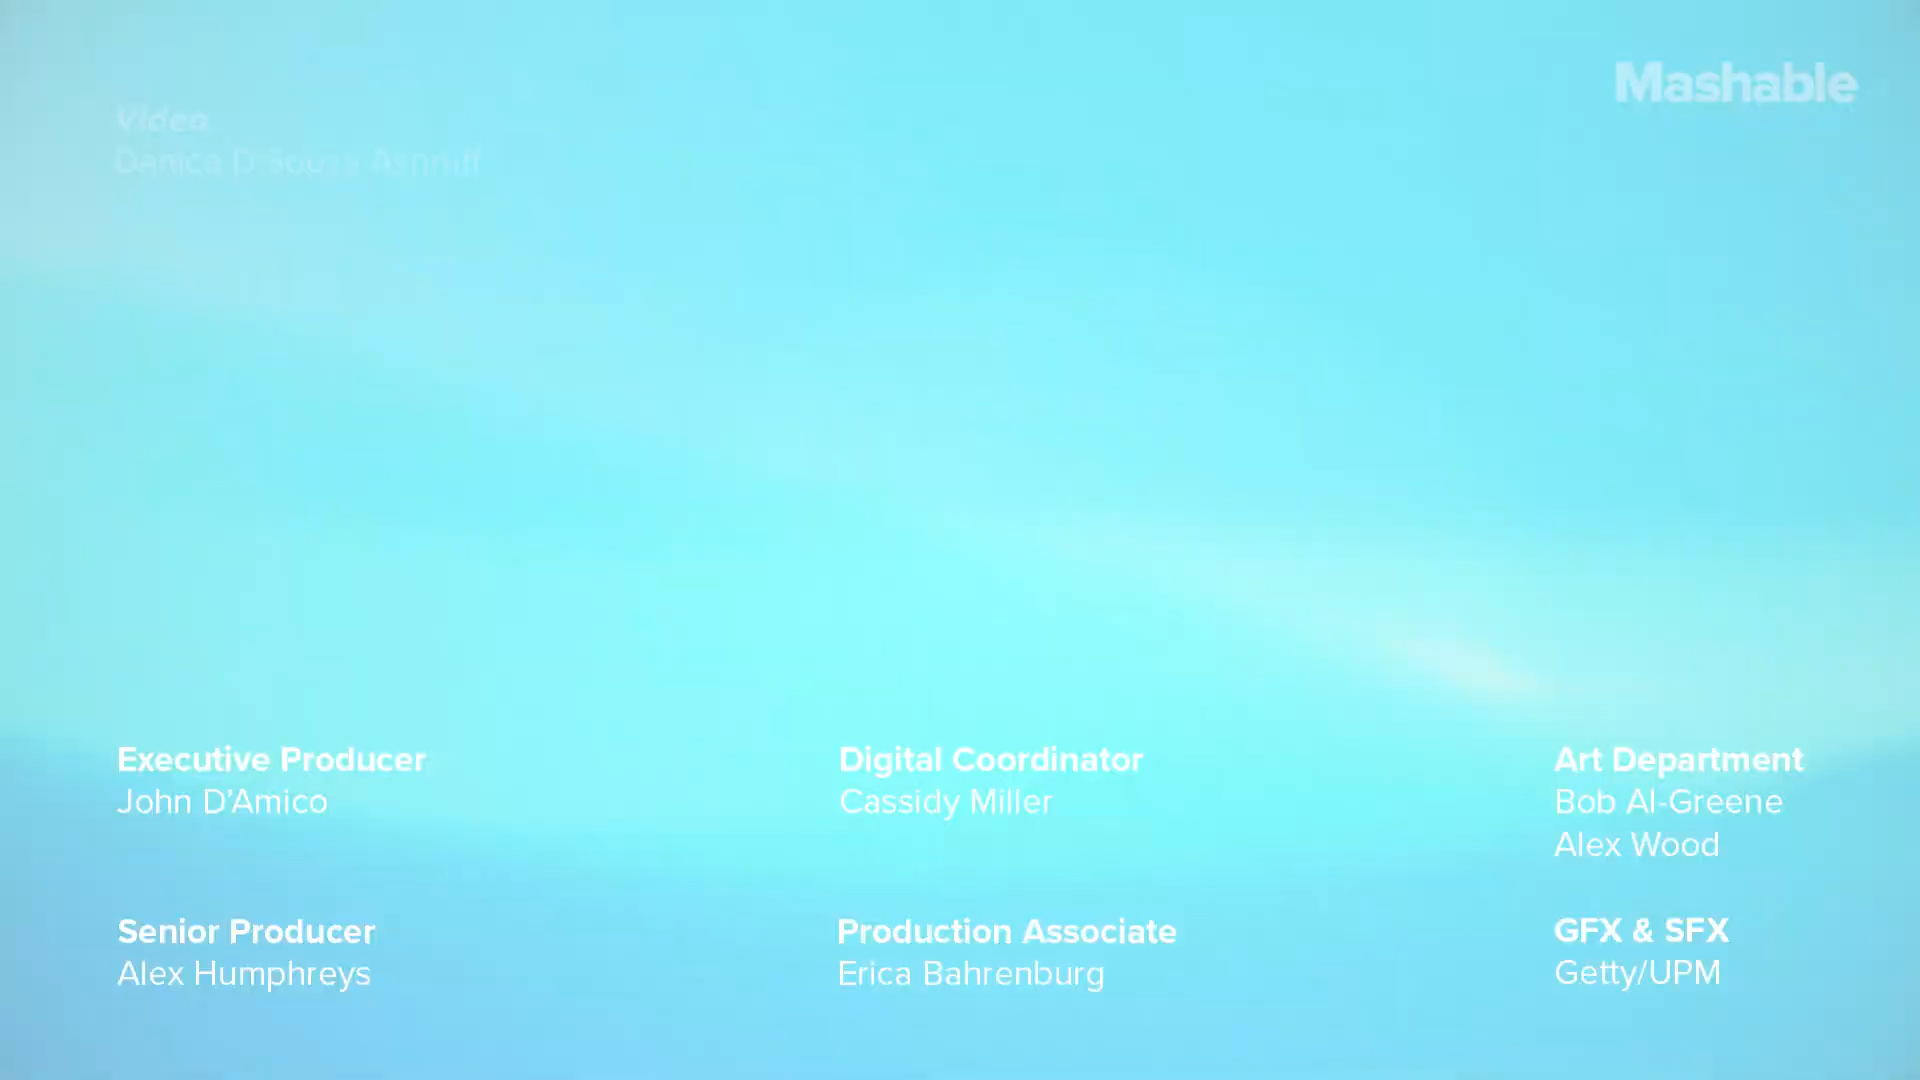 Mashable
Video
Executive Producer
John D’Amico
Digital Coordinator
Cassidy Miller
Art Department
Bob Al-Greene
Alex Wood
Senior Producer
Alex Humphreys
Production Associate
Erica Bahrenburg
GFX & SFX
Getty/UPM